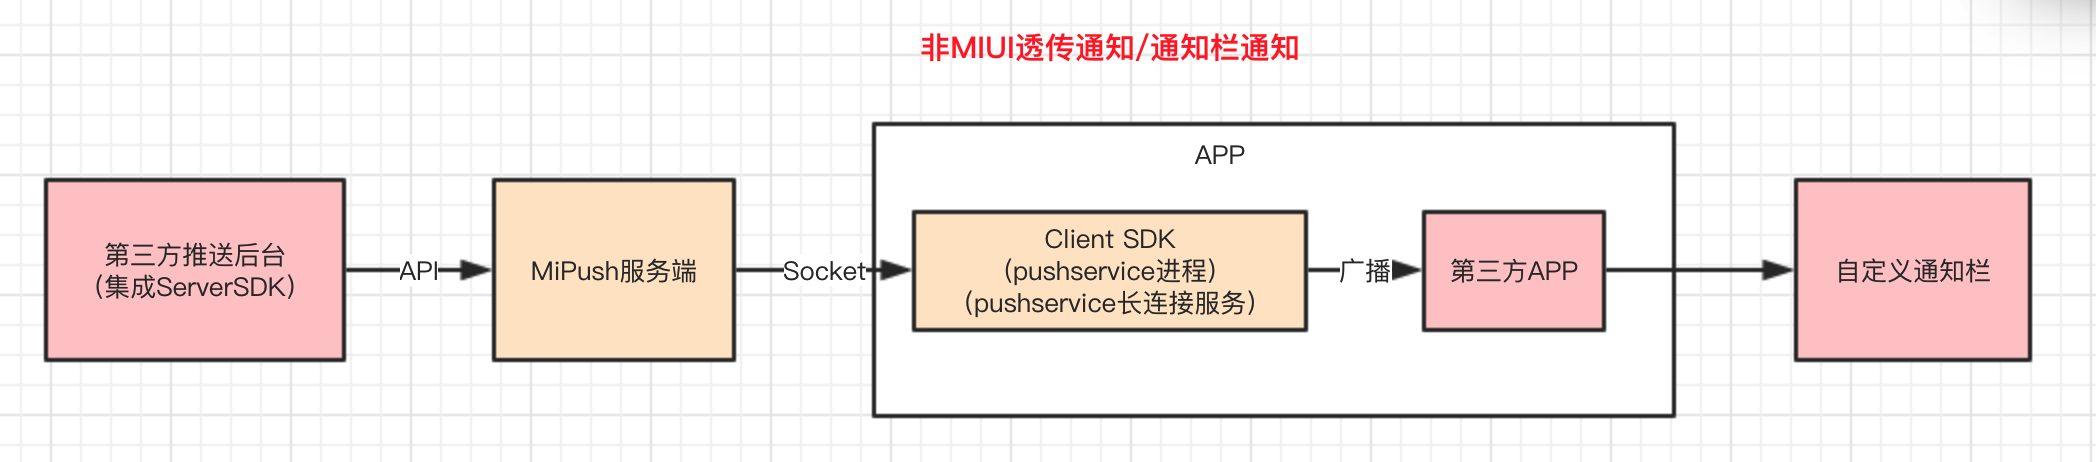 非MIUI透传通知/通知栏通知
APP
第三方推送后台
（集成ServerSDK）
API
MiPush服务端
Socket
Client SDK
（pushservice进程）
（pushservice长连接服务）
广播
第三方APP
自定义通知栏